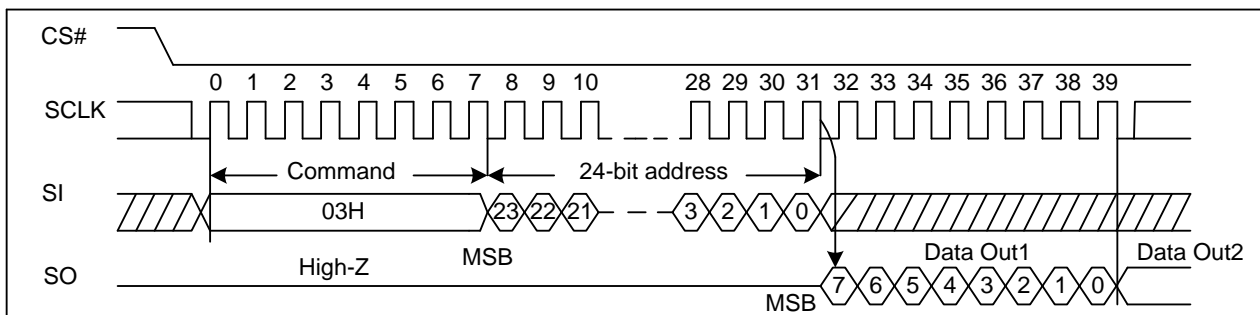 CS#
0 1 2 3 4 5 6 7 8 9 10 28 29 30 31 32 33 34 35 36 37 38 39
SCLK
Command 24-bit address
SI
03H 23 22 21 3 2 1 0
MSB Data Out1 Data Out2
High-Z
SO
7 6 5 4 3 2 1 0
MSB